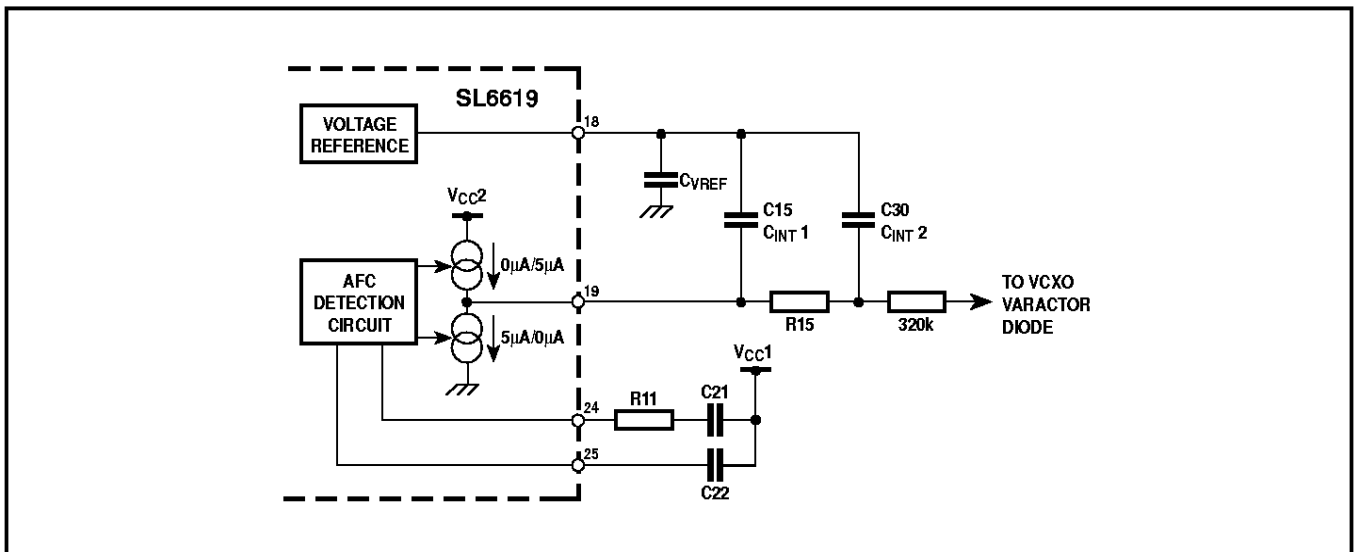 SL6619
VOLTAGE
REFERENCE
18
CVREF
VCC2
C15
CINT 1
C30
CINT 2
0µA/5µA
AFC
DETECTION
CIRCUIT
19
TO VCXO
VARACTOR
DIODE
R15
320k
5µA/0µA
VCC1
24
R11
C21
25
C22